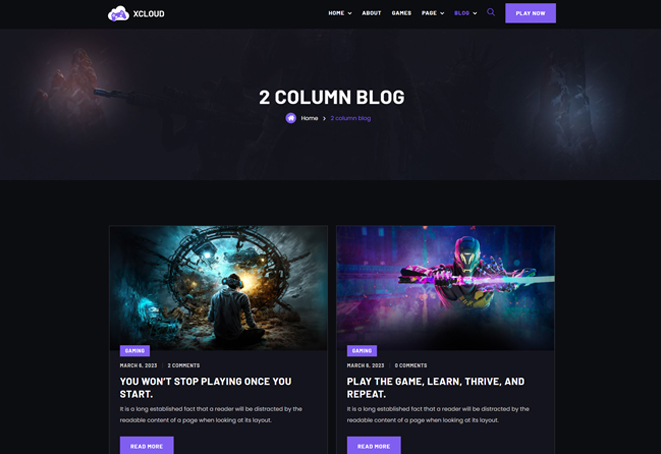 XCLOUD
HOME ABOUT GAMES PAGE BLOG PLAY NOW
2 COLUMN BLOG
Home > 2 column blog
GAMING
MARCH 6, 2023 | 2 COMMENTS
YOU WON'T STOP PLAYING ONCE YOU
START.
It is a long established fact that a reader will be distracted by the
readable content of a page when looking at its layout.
READ MORE
GAMING
MARCH 6, 2023 | 0 COMMENTS
PLAY THE GAME, LEARN, THRIVE, AND
REPEAT.
It is a long established fact that a reader will be distracted by the
readable content of a page when looking at its layout.
READ MORE